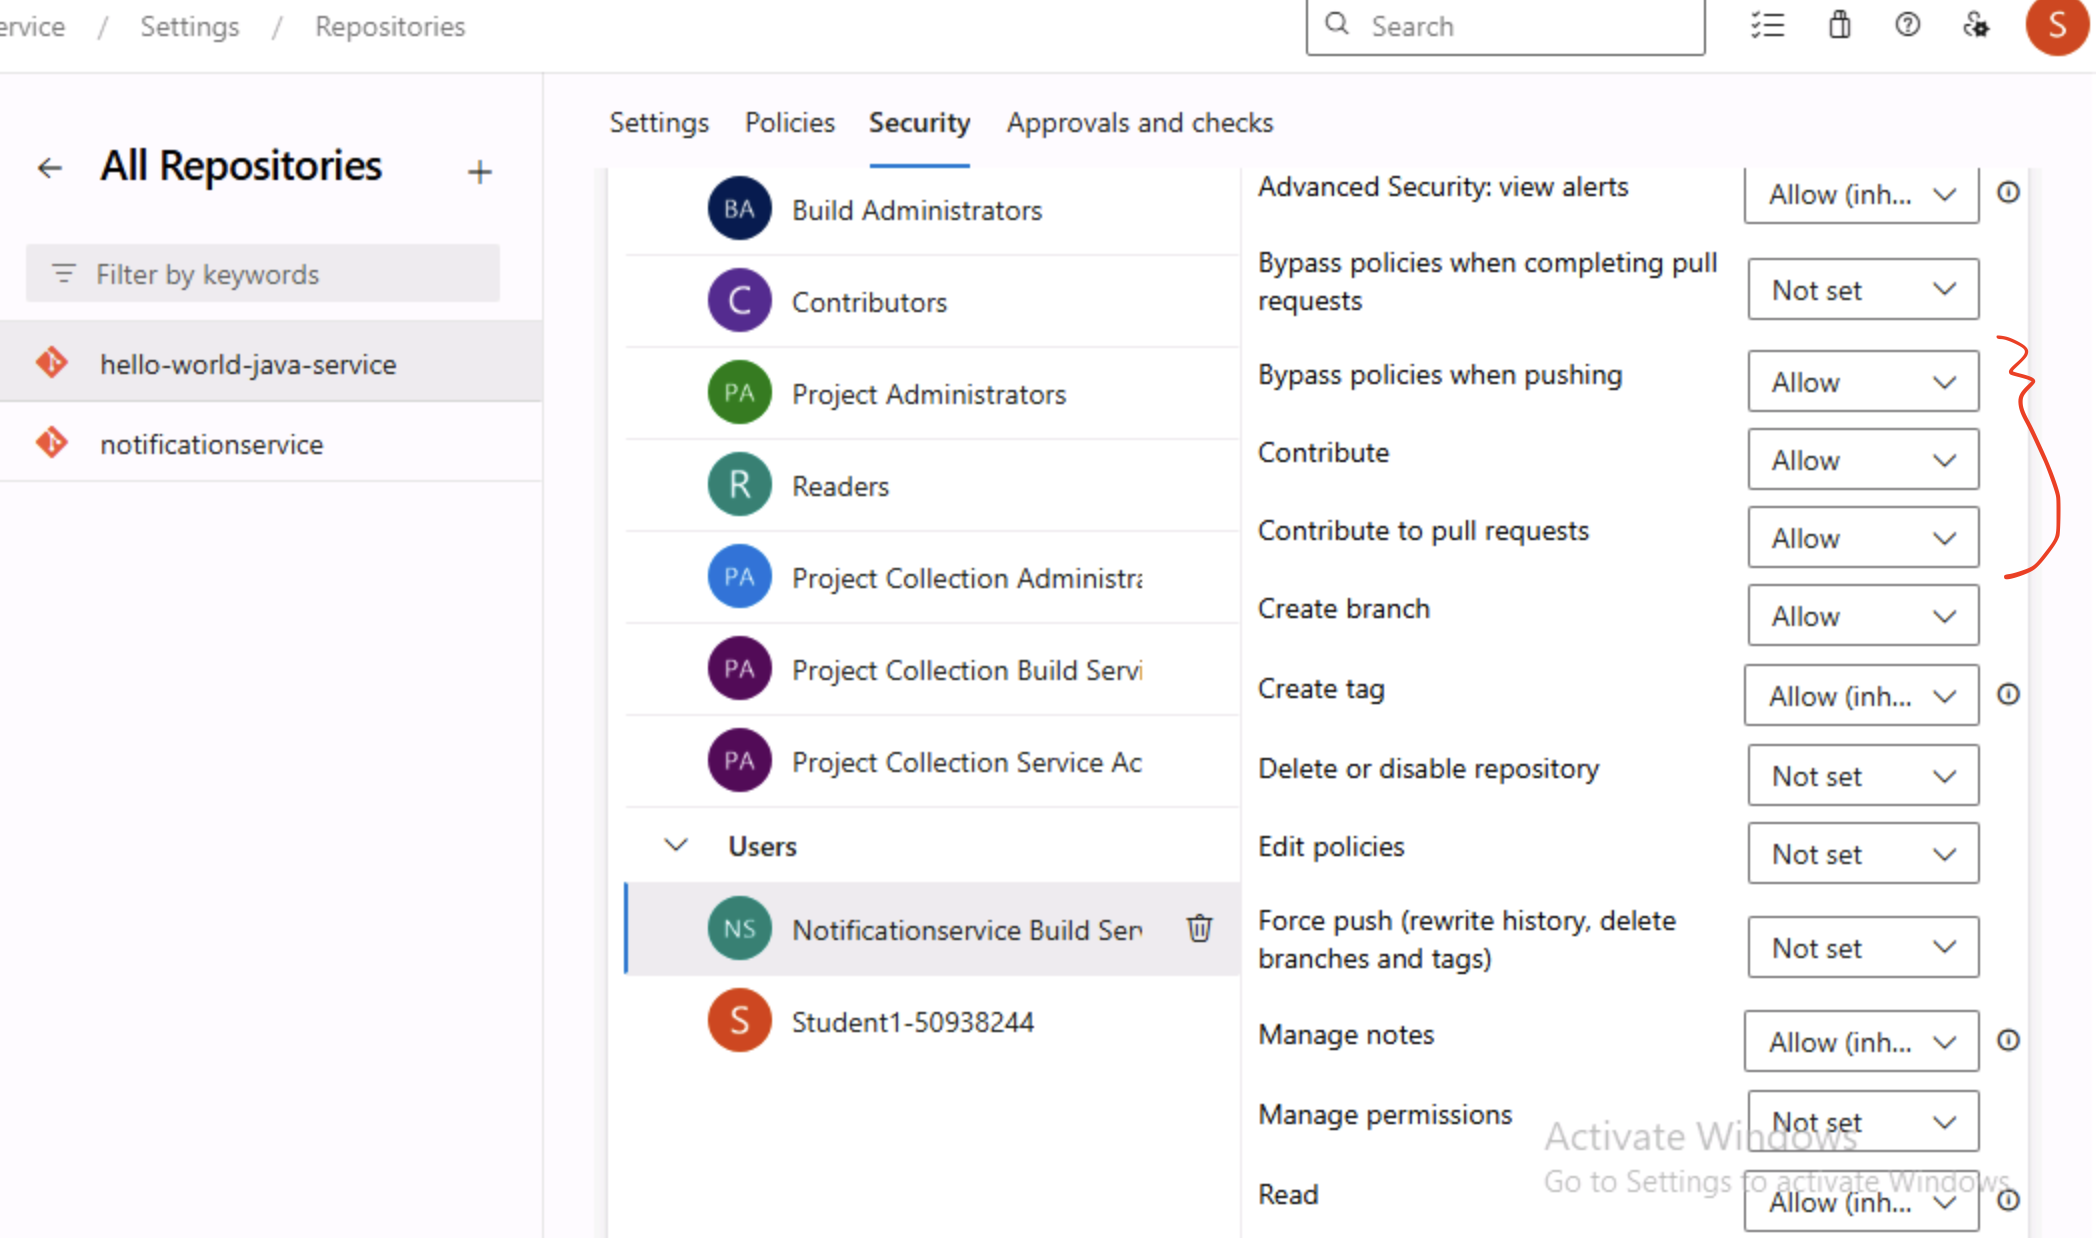 ervice / Settings / Repositories
Search
S
All Repositories
Filter by keywords
hello-world-java-service
notificationservice
Settings Policies Security Approvals and checks
BA Build Administrators
C Contributors
PA Project Administrators
R Readers
PA Project Collection Administra
PA Project Collection Build Servi
PA Project Collection Service Ac
Users
NS Notificationservice Build Serv
S Student1-50938244
Advanced Security: view alerts Allow (inh...
Bypass policies when completing pull
requests Not set
Bypass policies when pushing Allow
Contribute Allow
Contribute to pull requests Allow
Create branch Allow
Create tag Allow (inh...
Delete or disable repository Not set
Edit policies Not set
Force push (rewrite history, delete
branches and tags) Not set
Manage notes Allow (inh...
Manage permissions Not set
Read Allow (inh...
Activate Windows
Go to Settings to activate Windows.